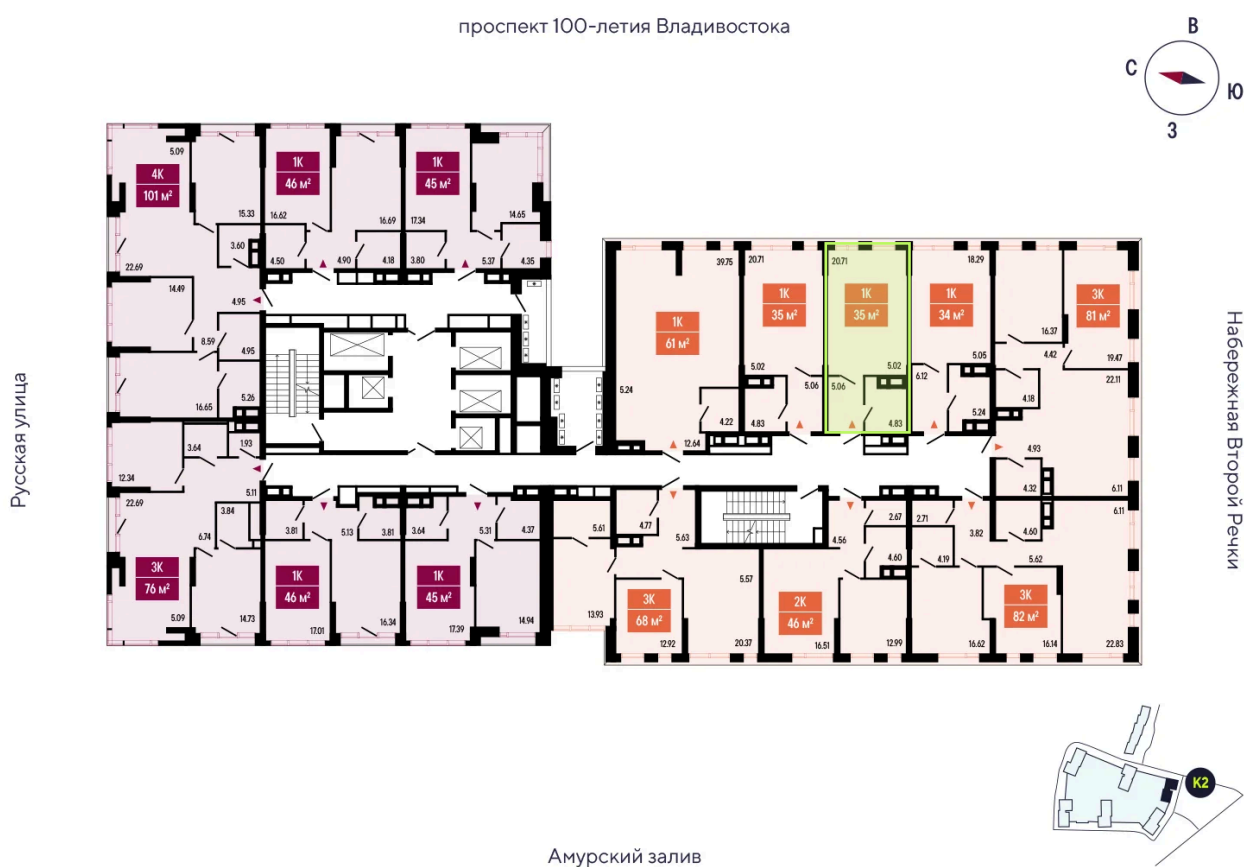 проспект 100-летия Владивостока
В
С
Ю
З
Русская улица
Набережная Второй Речки
4К
101 м²
5.09
15.33
3.60
22.69
14.49
4.95
8.59
4.95
16.65
5.26
1К
46 м²
16.62
16.69
4.50
4.90
4.18
1К
45 м²
17.34
14.65
3.80
5.37
4.35
3.64
1.93
12.34
5.11
22.69
3.84
6.74
3К
76 м²
5.09
14.73
3.81
5.13
3.81
1К
46 м²
17.01
16.34
3.64
5.31
4.37
1К
45 м²
17.39
14.94
39.75
1К
61 м²
5.24
4.22
12.64
20.71
1К
35 м²
5.02
5.06
4.83
20.71
1К
35 м²
5.02
5.06
4.83
18.29
1К
34 м²
5.05
6.12
5.24
3К
81 м²
16.37
19.47
4.42
22.11
4.18
4.93
4.32
6.11
5.61
4.77
5.63
5.57
3К
68 м²
13.93
12.92
20.37
2.67
4.56
4.60
2К
46 м²
16.51
12.99
2.71
3.82
4.60
6.11
4.19
5.62
3К
82 м²
16.62
16.14
22.83
К2
Амурский залив